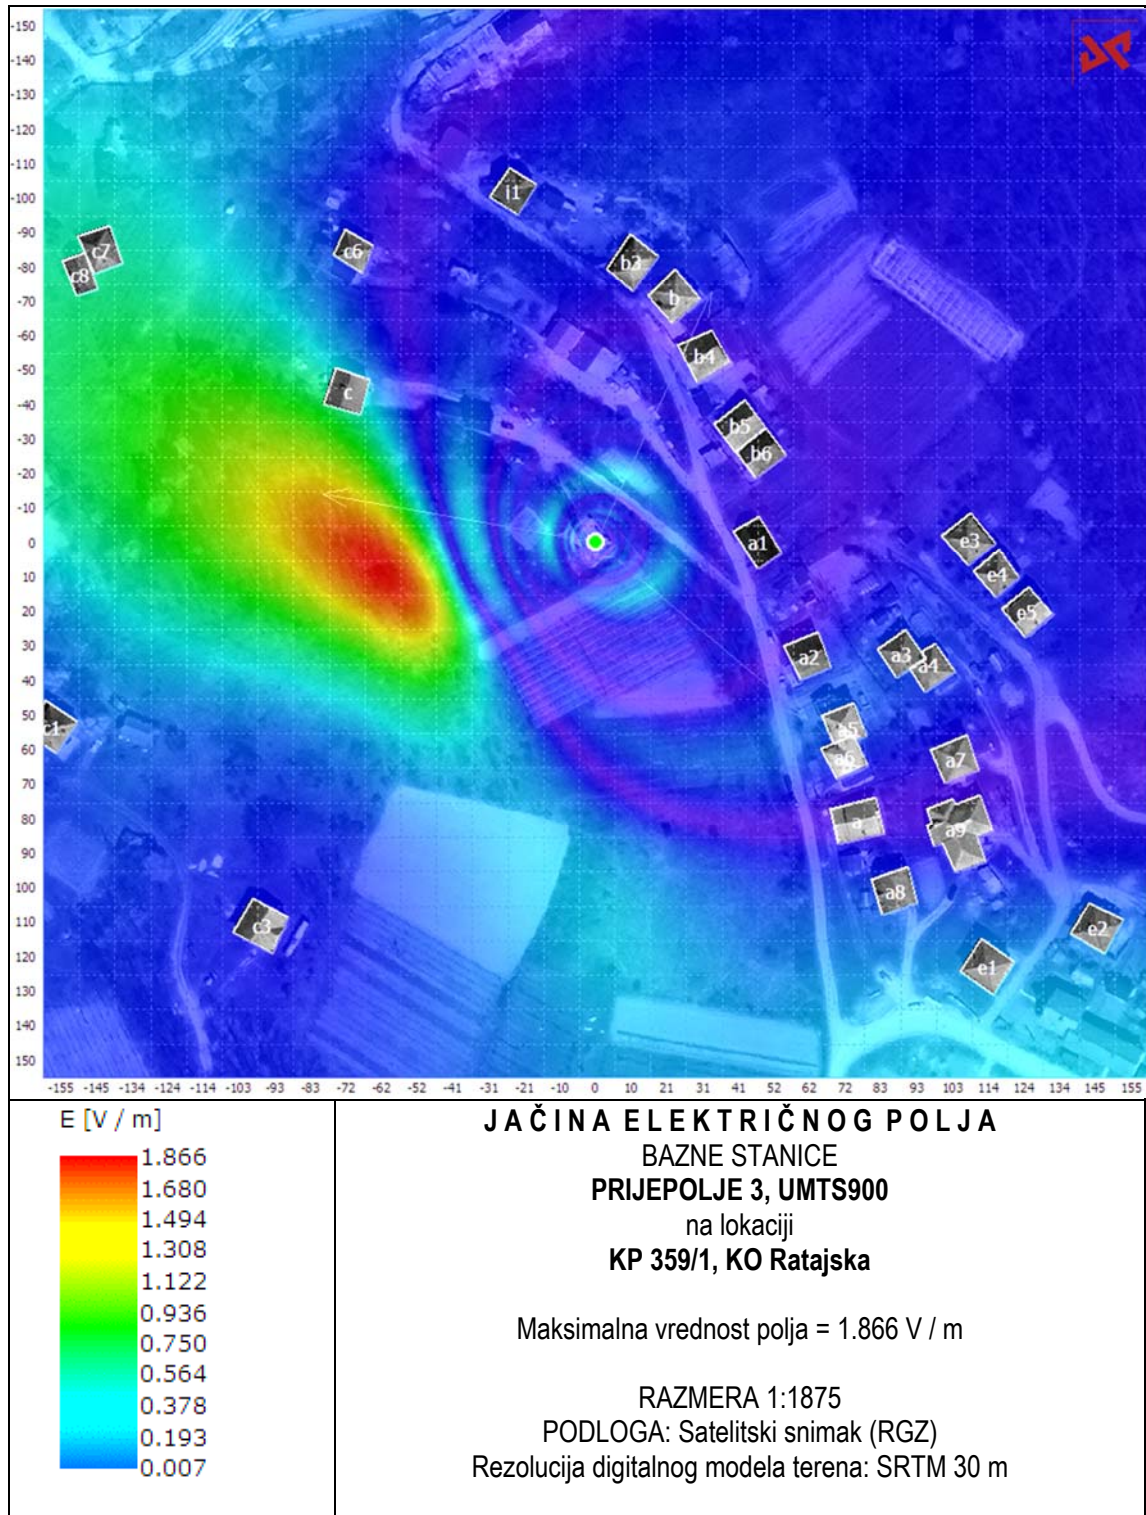 -150
-140
-130
-120
-110
-100
-90
-80
-70
-60
-50
-40
-30
-20
-10
0
10
20
30
40
50
60
70
80
90
100
110
120
130
140
150
i1
c7
c8
c6
b3
b
b4
c
b5
b6
a1
e3
e4
e5
a2
a3
a4
c1
a5
a6
a7
a
a9
a8
c3
e2
e1
-155 -145 -134 -124 -114 -103 -93 -83 -72 -62 -52 -41 -31 -21 -10 0 10 21 31 41 52 62 72 83 93 103 114 124 134 145 155
E [V / m]
1.866
1.680
1.494
1.308
1.122
0.936
0.750
0.564
0.378
0.193
0.007
JAČINA ELEKTRIČNOG POLJA
BAZNE STANICE
PRIJEPOLJE 3, UMTS900
na lokaciji
KP 359/1, KO Ratajska
Maksimalna vrednost polja = 1.866 V / m
RAZMERA 1:1875
PODLOGA: Satelitski snimak (RGZ)
Rezolucija digitalnog modela terena: SRTM 30 m